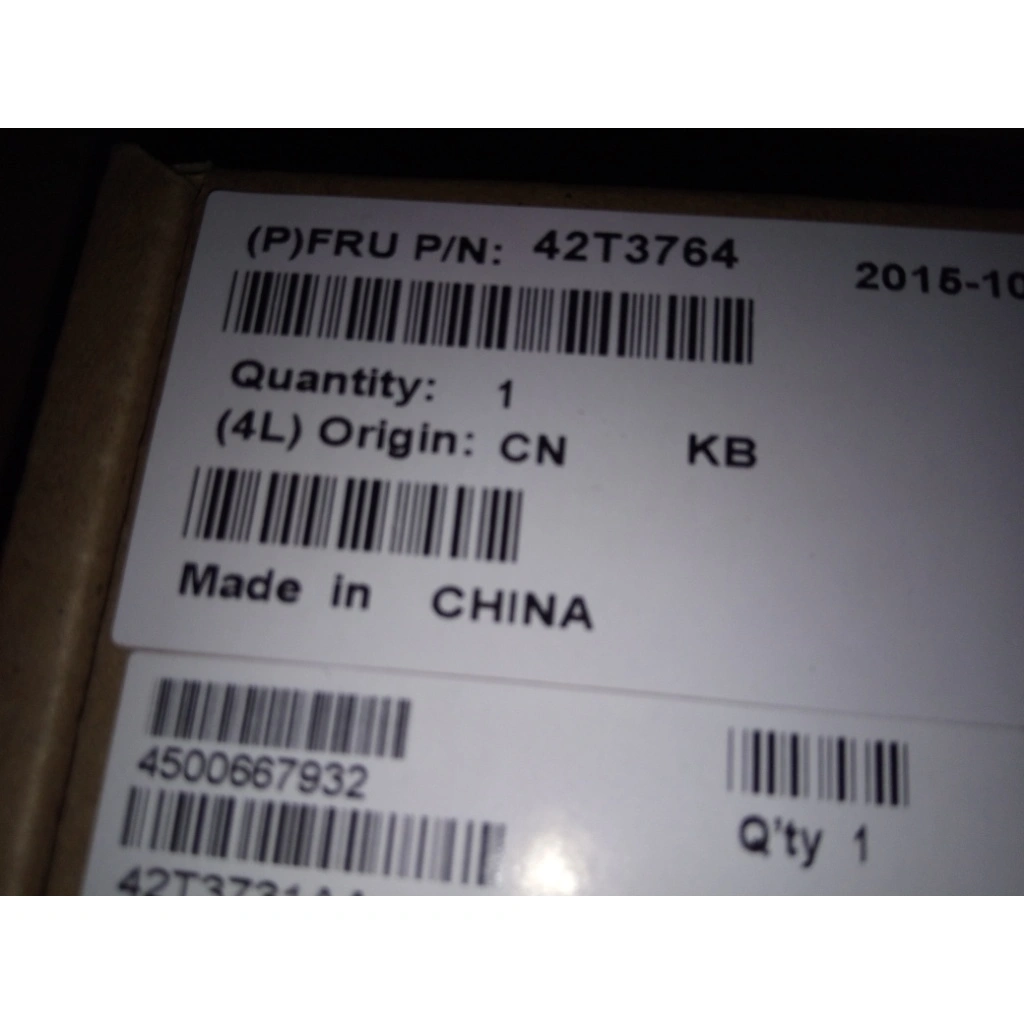 (P)FRU P/N: 42T3764
2015-10
Quantity: 1
(4L) Origin: CN KB
Made in CHINA
4500667932
Q'ty 1